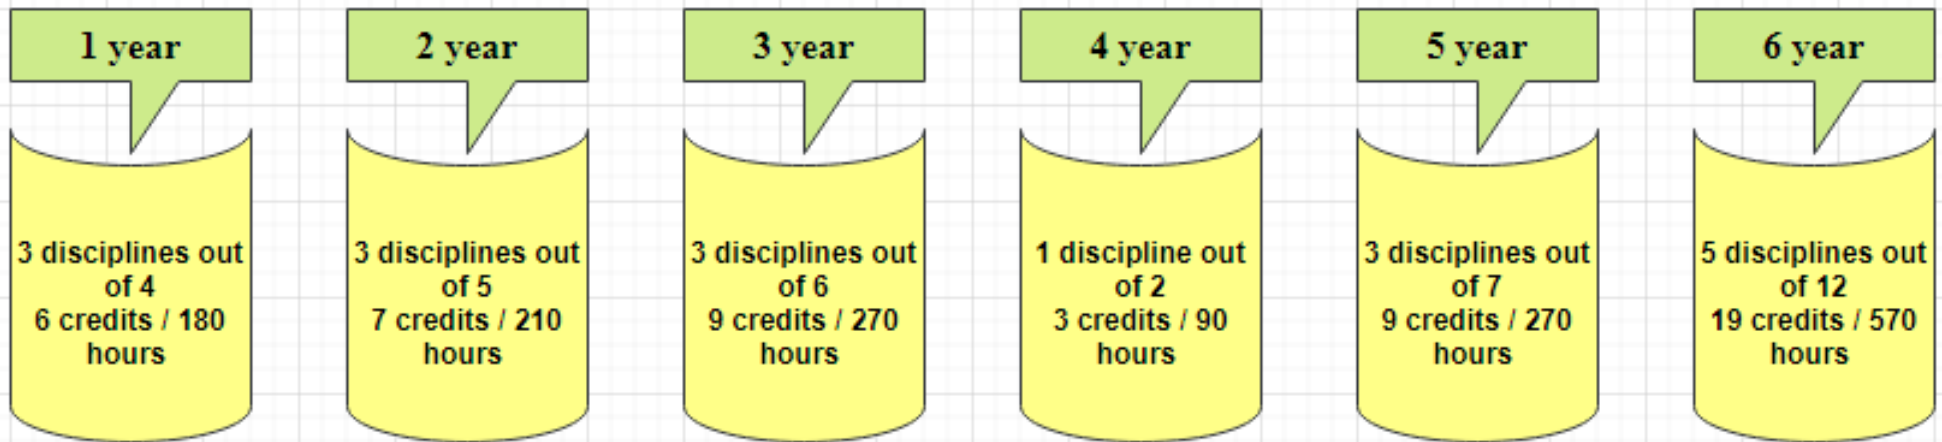 1 year
3 disciplines out
of 4
6 credits / 180
hours
2 year
3 disciplines out
of 5
7 credits / 210
hours
3 year
3 disciplines out
of 6
9 credits / 270
hours
4 year
1 discipline out
of 2
3 credits / 90
hours
5 year
3 disciplines out
of 7
9 credits / 270
hours
6 year
5 disciplines out
of 12
19 credits / 570
hours